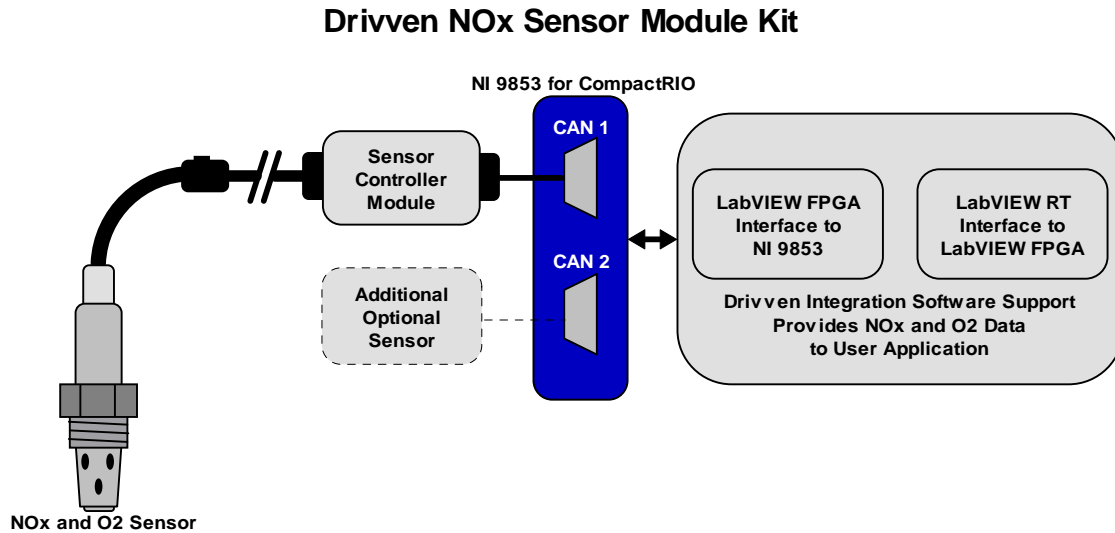 Drivven NOx Sensor Module Kit
NI 9853 for CompactRIO
CAN 1
Sensor
Controller
Module
LabVIEW FPGA
Interface to
NI 9853
LabVIEW RT
Interface to
LabVIEW FPGA
CAN 2
Additional
Optional
Sensor
Drivven Integration Software Support
Provides NOx and O2 Data
to User Application
NOx and O2 Sensor